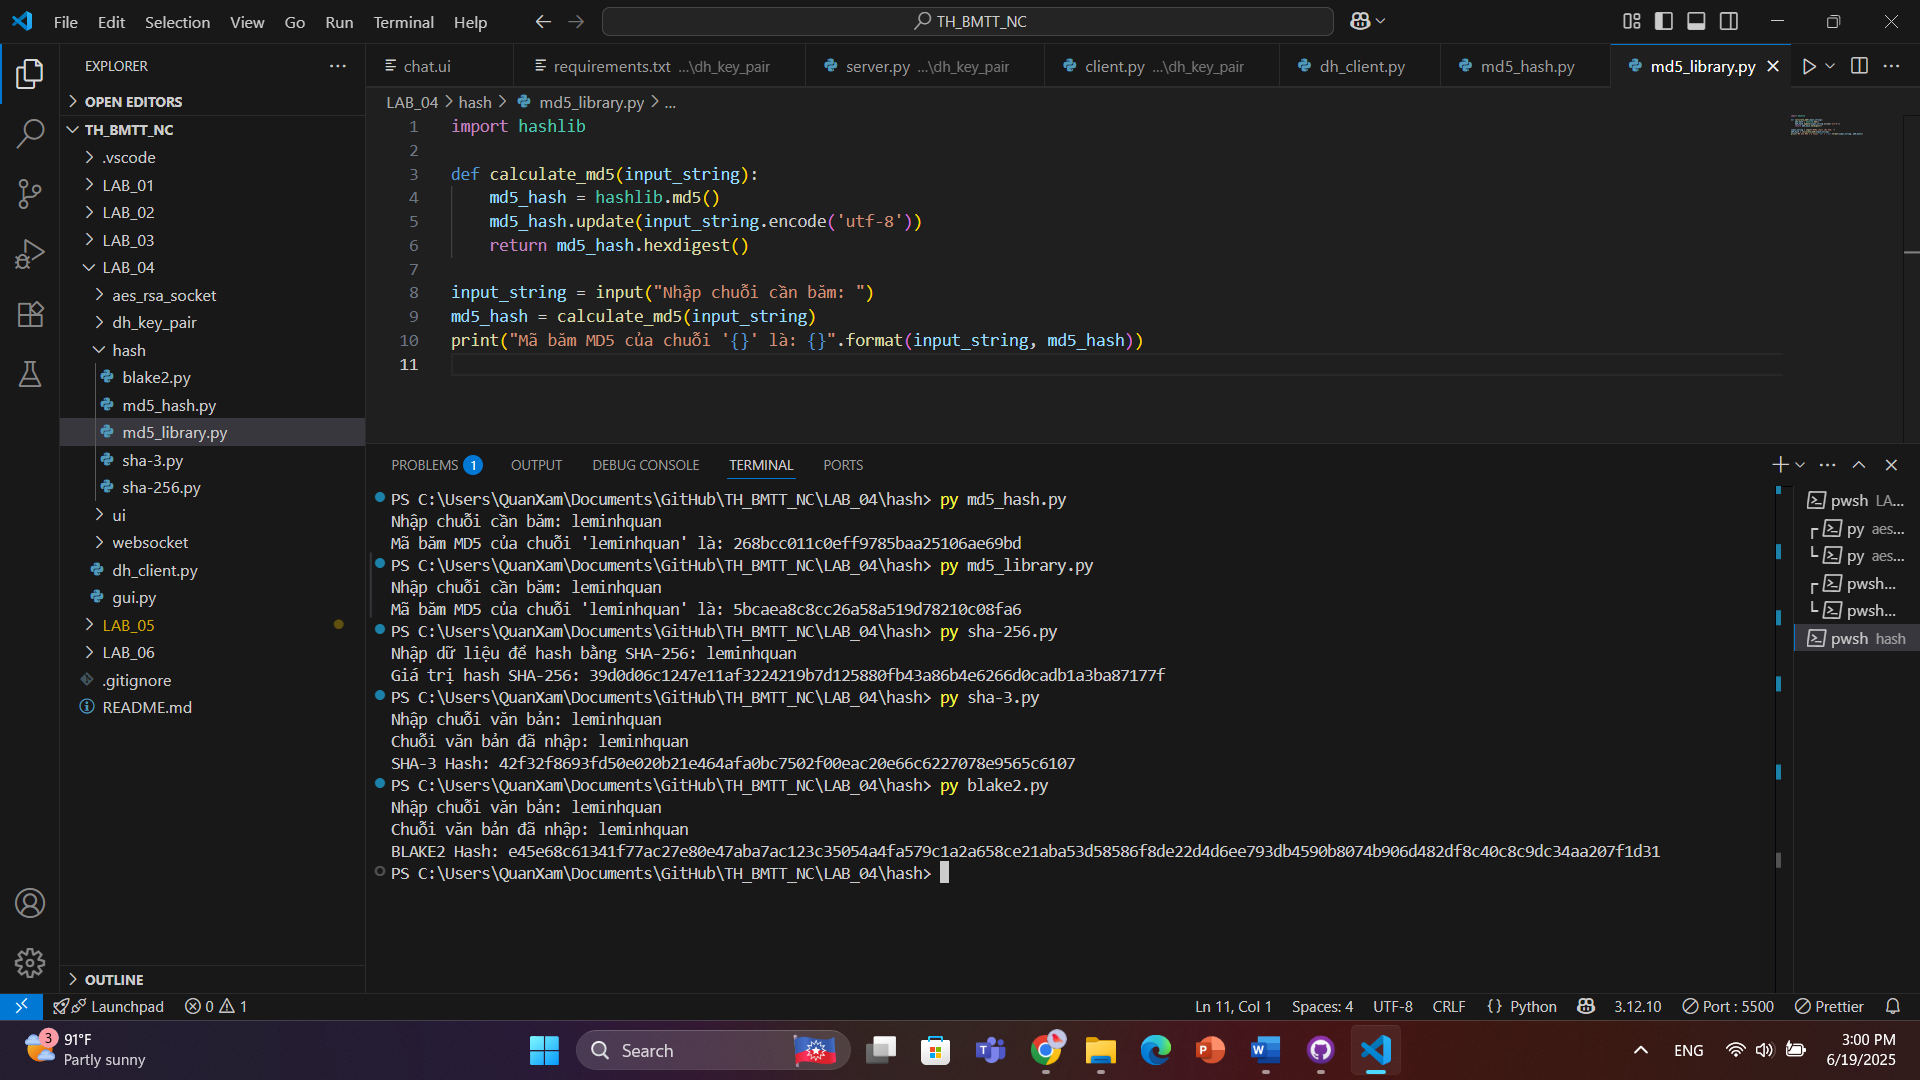 File Edit Selection View Go Run Terminal Help
TH_BMTT_NC
EXPLORER
OPEN EDITORS
TH_BMTT_NC
.vscode
LAB_01
LAB_02
LAB_03
LAB_04
aes_rsa_socket
dh_key_pair
hash
blake2.py
md5_hash.py
md5_library.py
sha-3.py
sha-256.py
ui
websocket
dh_client.py
gui.py
LAB_05
LAB_06
.gitignore
README.md
OUTLINE
chat.ui requirements.txt ...\dh_key_pair server.py ...\dh_key_pair client.py ...\dh_key_pair dh_client.py md5_hash.py md5_library.py
LAB_04 > hash > md5_library.py > ...
1 import hashlib
2
3 def calculate_md5(input_string):
4 md5_hash = hashlib.md5()
5 md5_hash.update(input_string.encode('utf-8'))
6 return md5_hash.hexdigest()
7
8 input_string = input("Nhập chuỗi cần băm: ")
9 md5_hash = calculate_md5(input_string)
10 print("Mã băm MD5 của chuỗi '{}' là: {}".format(input_string, md5_hash))
11
PROBLEMS 1 OUTPUT DEBUG CONSOLE TERMINAL PORTS
PS C:\Users\QuanXam\Documents\GitHub\TH_BMTT_NC\LAB_04\hash> py md5_hash.py
Nhập chuỗi cần băm: leminhquan
Mã băm MD5 của chuỗi 'leminhquan' là: 268bcc011c0eff9785baa25106ae69bd
PS C:\Users\QuanXam\Documents\GitHub\TH_BMTT_NC\LAB_04\hash> py md5_library.py
Nhập chuỗi cần băm: leminhquan
Mã băm MD5 của chuỗi 'leminhquan' là: 5bcaea8c8cc26a58a519d78210c08fa6
PS C:\Users\QuanXam\Documents\GitHub\TH_BMTT_NC\LAB_04\hash> py sha-256.py
Nhập dữ liệu để hash bằng SHA-256: leminhquan
Giá trị hash SHA-256: 39d0d06c1247e11af3224219b7d125880fb43a86b4e6266d0cadb1a3ba87177f
PS C:\Users\QuanXam\Documents\GitHub\TH_BMTT_NC\LAB_04\hash> py sha-3.py
Nhập chuỗi văn bản: leminhquan
Chuỗi văn bản đã nhập: leminhquan
SHA-3 Hash: 42f32f8693fd50e020b21e464afa0bc7502f00eac20e66c6227078e9565c6107
PS C:\Users\QuanXam\Documents\GitHub\TH_BMTT_NC\LAB_04\hash> py blake2.py
Nhập chuỗi văn bản: leminhquan
Chuỗi văn bản đã nhập: leminhquan
BLAKE2 Hash: e45e68c61341f77ac27e80e47aba7ac123c35054a4fa579c1a2a658ce21aba53d58586f8de22d4d6ee793db4590b8074b906d482df8c40c8c9dc34aa207f1d31
PS C:\Users\QuanXam\Documents\GitHub\TH_BMTT_NC\LAB_04\hash>
pwsh LA...
py aes...
py aes...
pwsh...
pwsh...
pwsh hash
Launchpad 0 1
Ln 11, Col 1 Spaces: 4 UTF-8 CRLF {} Python 3.12.10 Port : 5500 Prettier
3 91°F
Partly sunny
Search
ENG
3:00 PM
6/19/2025